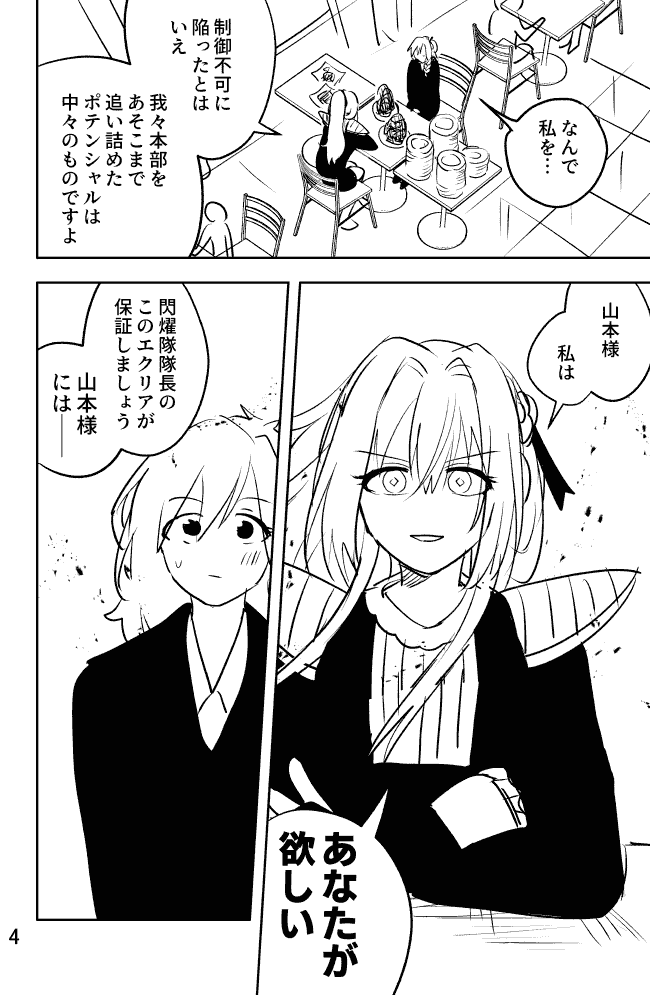 なんで
私を…
制御不可に
陥ったとは
いえ
我々本部を
あそこまで
追い詰めた
ポテンシャルは
中々のものですよ
山本様
私は
あなたが
欲しい
閃燿隊隊長の
このエクリアが
保証しましょう
山本様
には──
4